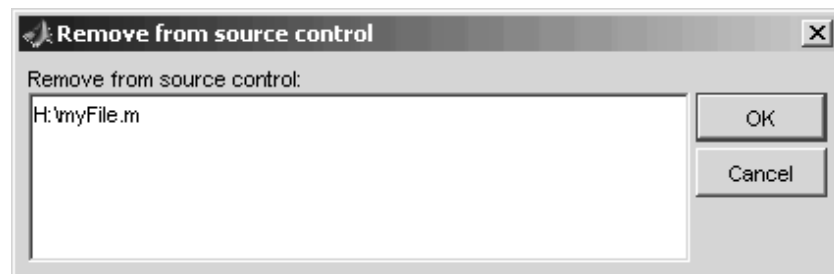 Remove from source control
Remove from source control:
H:\myFile.m
OK
Cancel